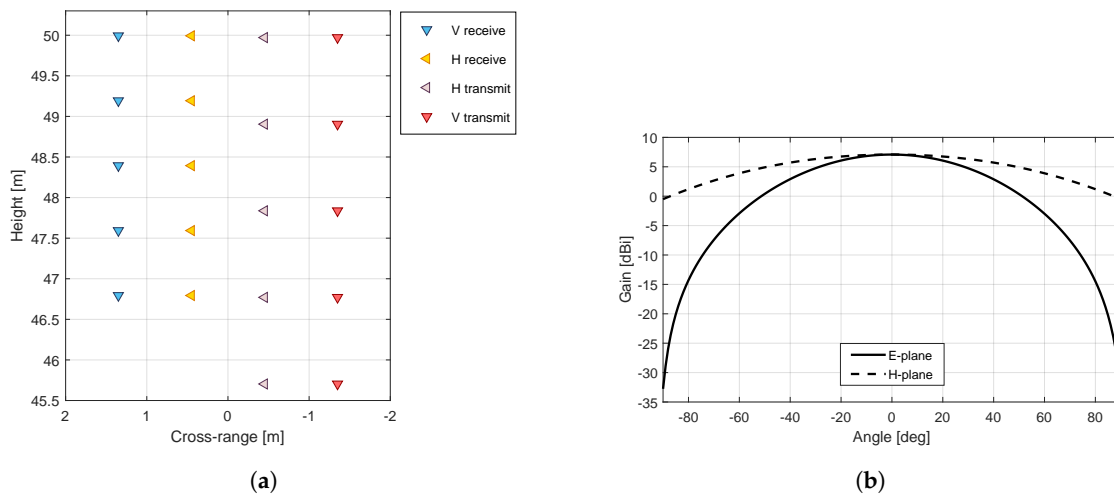 50
49.5
49
48.5
48
47.5
47
46.5
46
45.5
Height [m]
2 1 0 -1 -2
Cross-range [m]
V receive
H receive
H transmit
V transmit
(a)
10
5
0
-5
-10
-15
-20
-25
-30
-35
Gain [dBi]
E-plane
H-plane
-80 -60 -40 -20 0 20 40 60 80
Angle [deg]
(b)